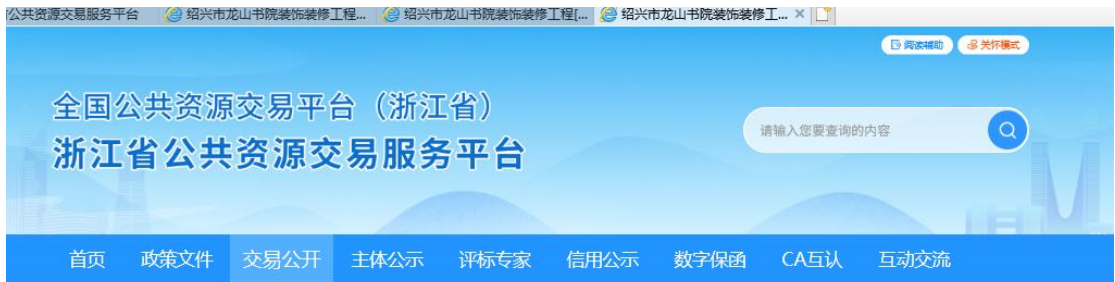 公共资源交易服务平台 绍兴市龙山书院装饰装修工程... 绍兴市龙山书院装饰装修工程[... 绍兴市龙山书院装饰装修工...
阅读辅助 关怀模式
全国公共资源交易平台（浙江省）
浙江省公共资源交易服务平台
请输入您要查询的内容
首页 政策文件 交易公开 主体公示 评标专家 信用公示 数字保函 CA互认 互动交流